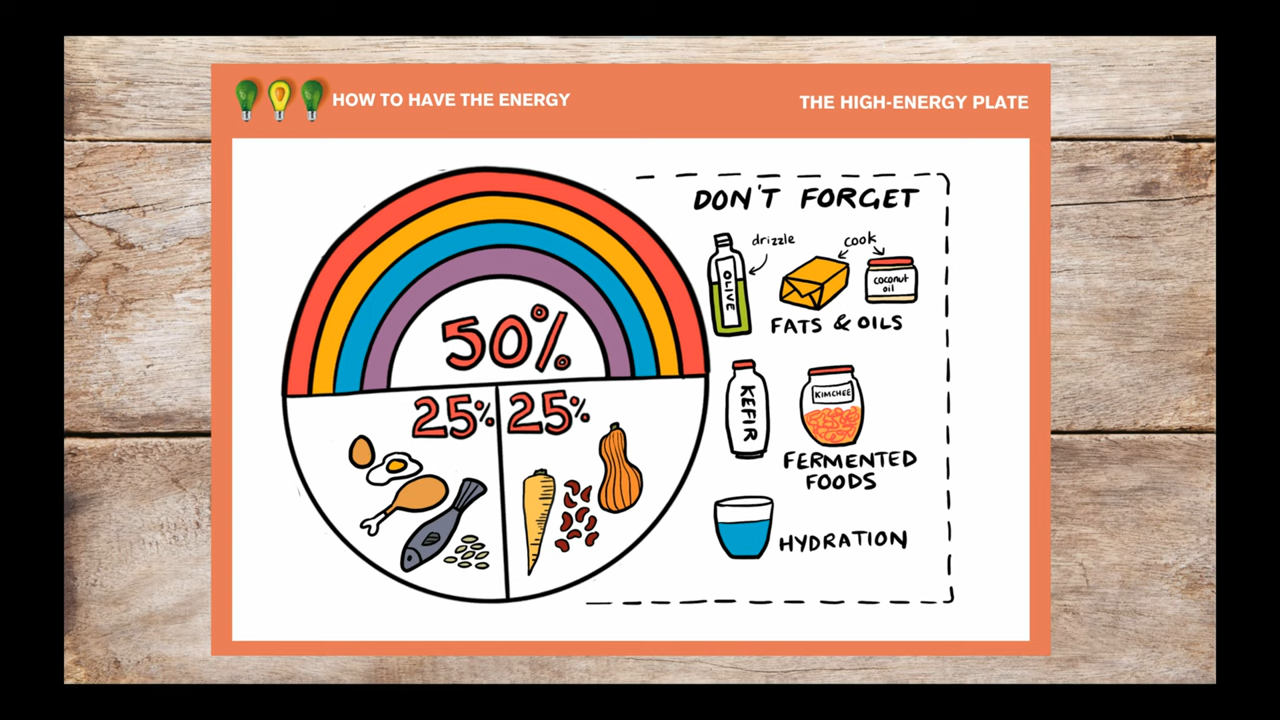 HOW TO HAVE THE ENERGY
THE HIGH-ENERGY PLATE
50%
25%
25%
DON'T FORGET
drizzle
cook
OLIVE
coconut
oil
FATS & OILS
KEFIR
KIMCHEE
FERMENTED
FOODS
HYDRATION